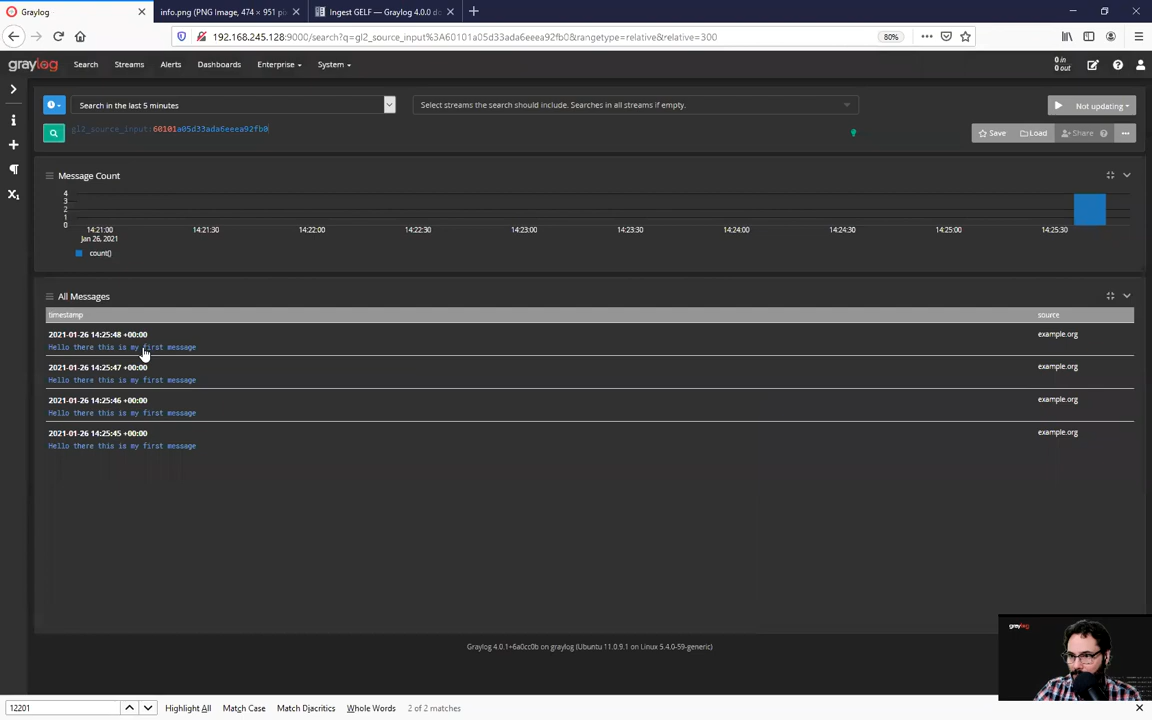 Graylog
info.png (PNG Image, 474 × 951 pi
Ingest GELF — Graylog 4.0.0 do
192.168.245.128:9000/search?q=gl2_source_input%3A60101a05d33ada6eeea92fb0&rangetype=relative&relative=300
80%
graylog
Search
Streams
Alerts
Dashboards
Enterprise
System
0 in
0 out
Search in the last 5 minutes
Select streams the search should include. Searches in all streams if empty.
Not updating
gl2_source_input:60101a05d33ada6eeea92fb0
Save
Load
Share
Message Count
4
3
2
1
0
14:21:00
14:21:30
14:22:00
14:22:30
14:23:00
14:23:30
14:24:00
14:24:30
14:25:00
14:25:30
Jan 26, 2021
count()
All Messages
timestamp
source
2021-01-26 14:25:48 +00:00
example.org
Hello there this is my first message
2021-01-26 14:25:47 +00:00
example.org
Hello there this is my first message
2021-01-26 14:25:46 +00:00
example.org
Hello there this is my first message
2021-01-26 14:25:45 +00:00
example.org
Hello there this is my first message
graylog
Graylog 4.0.1+6a0cc0b on graylog (Ubuntu 11.0.9.1 on Linux 5.4.0-59-generic)
12201
Highlight All
Match Case
Match Diacritics
Whole Words
2 of 2 matches